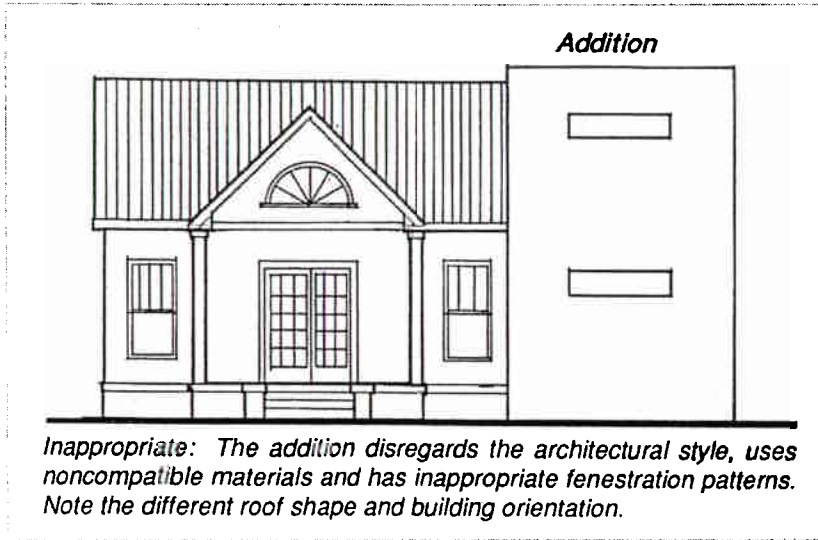 Addition
Inappropriate: The addition disregards the architectural style, uses
noncompatible materials and has inappropriate fenestration patterns.
Note the different roof shape and building orientation.